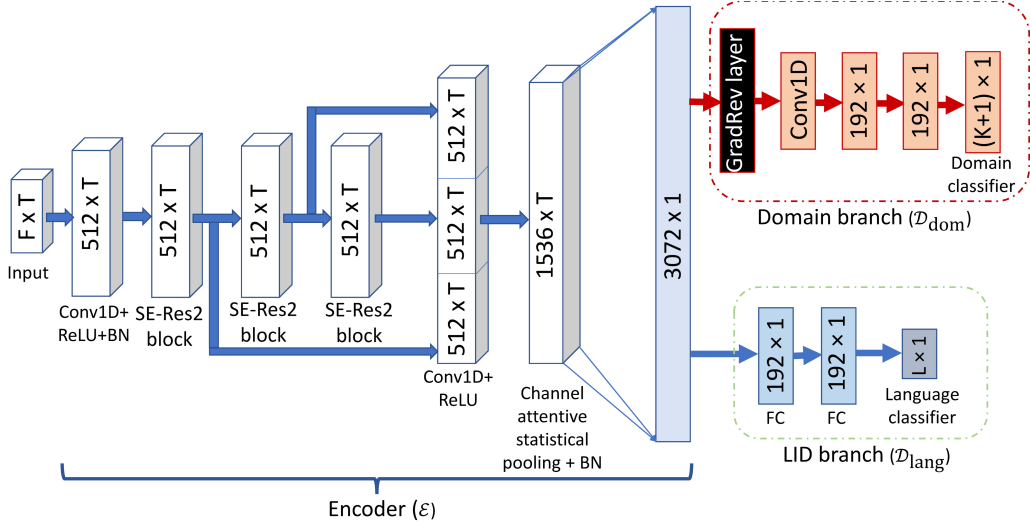 F x T
Input
512 x T
Conv1D+
ReLU+BN
512 x T
SE-Res2
block
512 x T
SE-Res2
block
512 x T
SE-Res2
block
512 x T
512 x T
512 x T
Conv1D+
ReLU
1536 x T
Channel
attentive
statistical
pooling + BN
3072 x 1
Encoder (ℰ)
GradRev layer
Conv1D
192 × 1
192 × 1
(K+1) × 1
Domain
classifier
Domain branch (𝒟dom)
192 × 1
FC
192 × 1
FC
L × 1
Language
classifier
LID branch (𝒟lang)